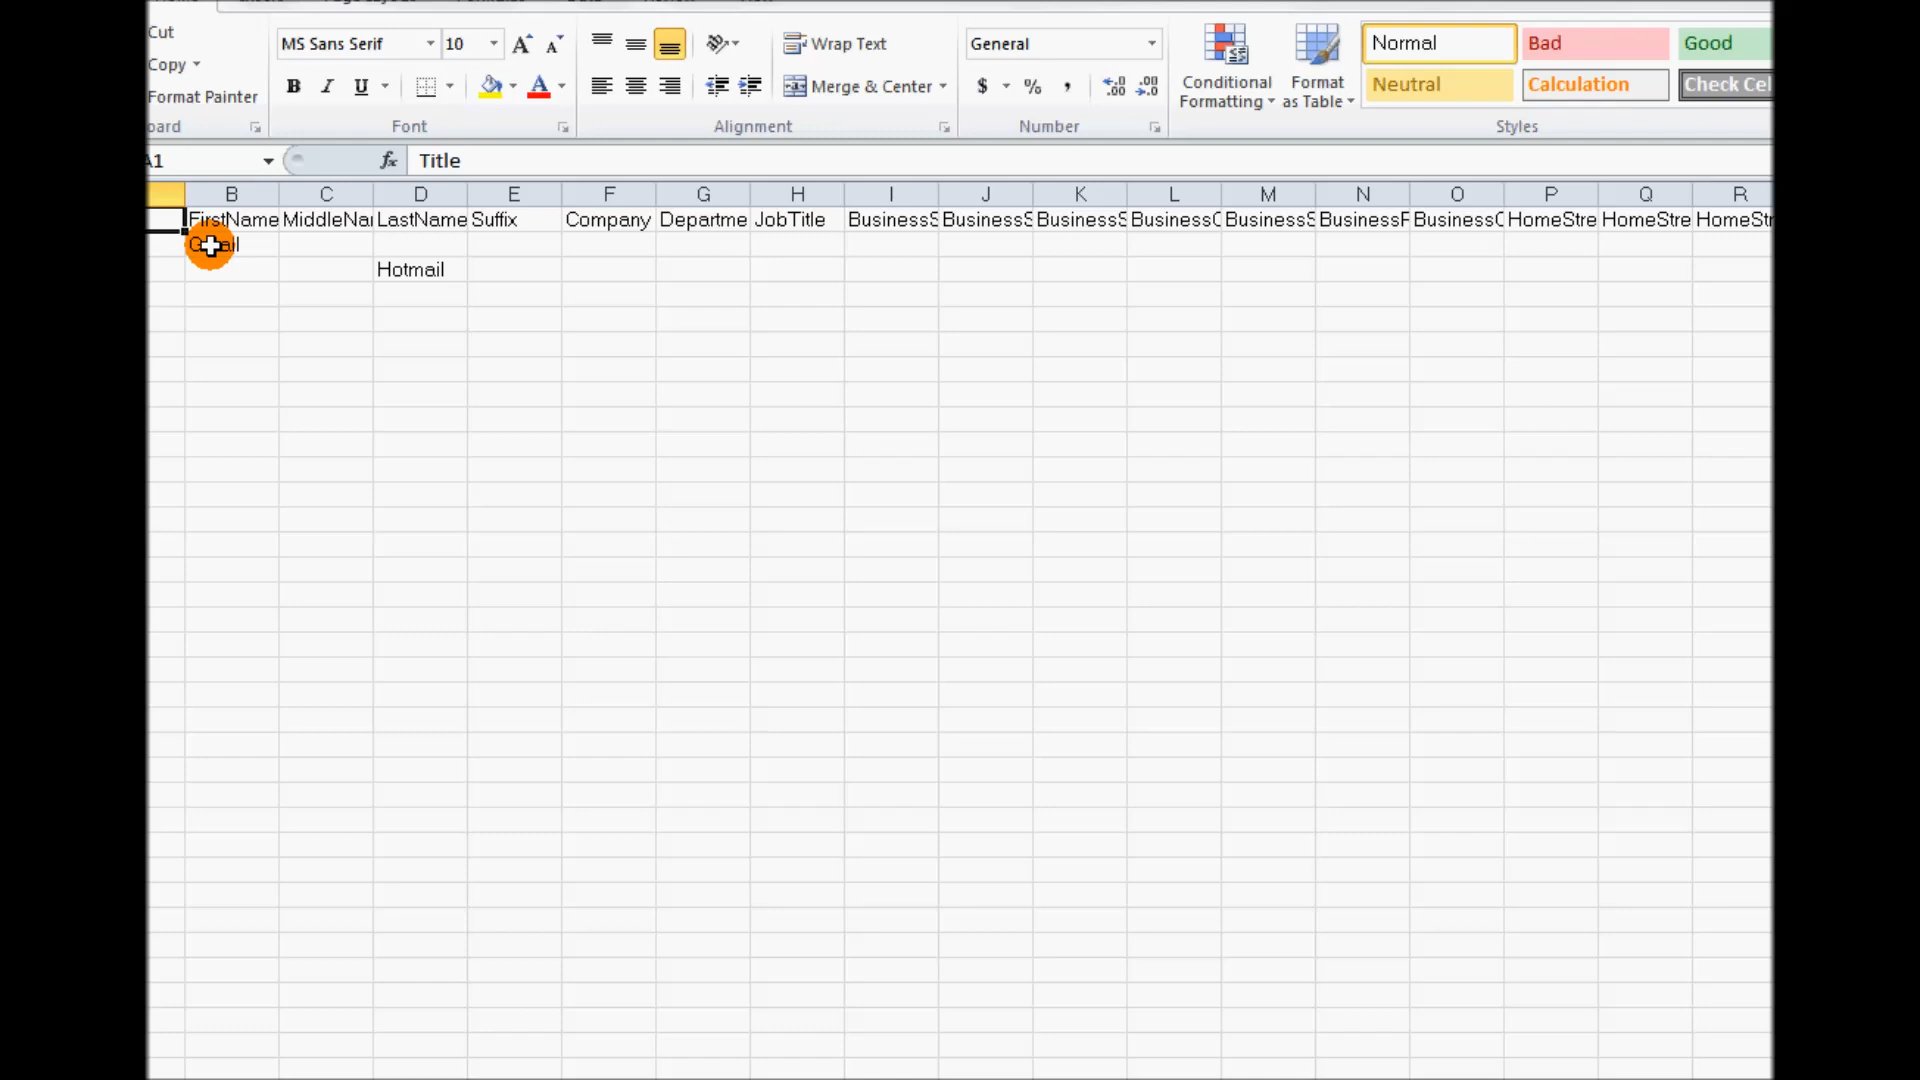 Cut
MS Sans Serif
10
A
A
Wrap Text
General
Normal
Bad
Good
Copy
B I U
A
Merge & Center
$ % ,
Conditional
Formatting
Format
as Table
Neutral
Calculation
Check Cel
Format Painter
oard
Font
Alignment
Number
Styles
A1
fx
Title
B C D E F G H I J K L M N O P Q R
FirstName MiddleNar LastName Suffix Company Departme JobTitle BusinessS BusinessS BusinessS BusinessC BusinessS BusinessF BusinessC HomeStre HomeStre HomeStr
Hotmail